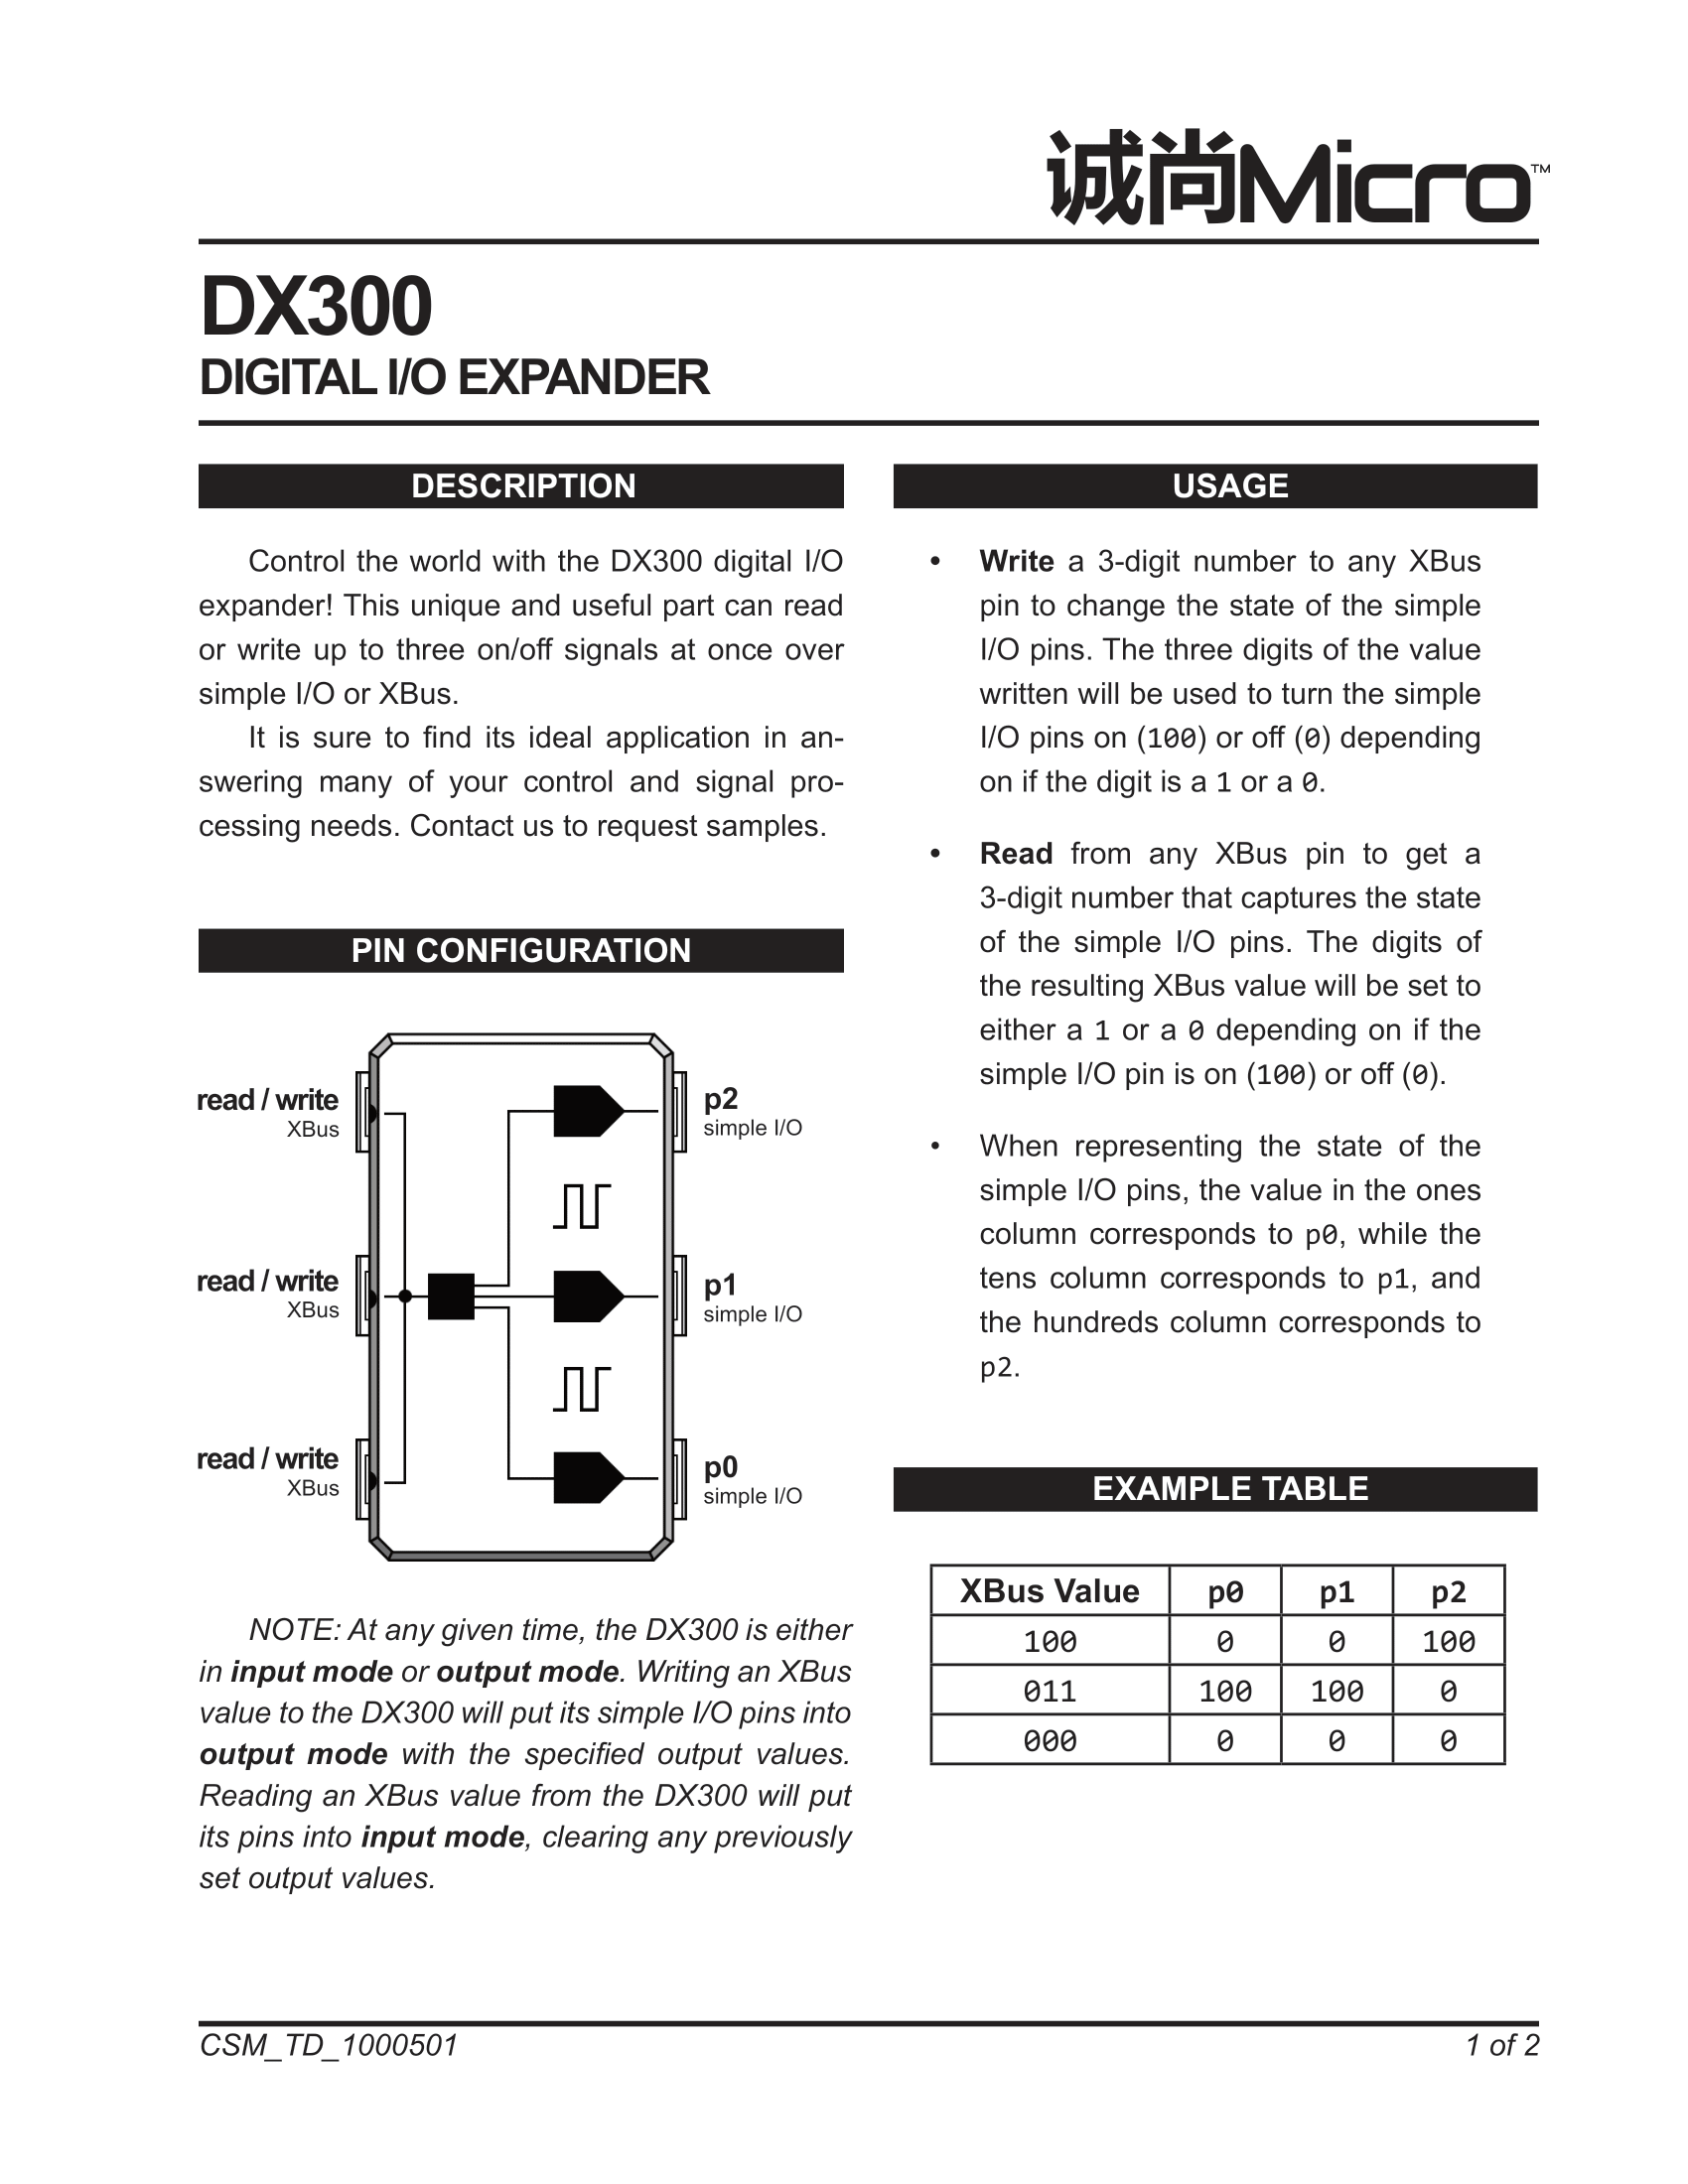 诚尚Micro™
DX300
DIGITAL I/O EXPANDER
DESCRIPTION
Control the world with the DX300 digital I/O
expander! This unique and useful part can read
or write up to three on/off signals at once over
simple I/O or XBus.
It is sure to find its ideal application in an-
swering many of your control and signal pro-
cessing needs. Contact us to request samples.
PIN CONFIGURATION
read / write
XBus
read / write
XBus
read / write
XBus
p2
simple I/O
p1
simple I/O
p0
simple I/O
NOTE: At any given time, the DX300 is either
in input mode or output mode. Writing an XBus
value to the DX300 will put its simple I/O pins into
output mode with the specified output values.
Reading an XBus value from the DX300 will put
its pins into input mode, clearing any previously
set output values.
USAGE
• Write a 3-digit number to any XBus
pin to change the state of the simple
I/O pins. The three digits of the value
written will be used to turn the simple
I/O pins on (100) or off (0) depending
on if the digit is a 1 or a 0.
• Read from any XBus pin to get a
3-digit number that captures the state
of the simple I/O pins. The digits of
the resulting XBus value will be set to
either a 1 or a 0 depending on if the
simple I/O pin is on (100) or off (0).
• When representing the state of the
simple I/O pins, the value in the ones
column corresponds to p0, while the
tens column corresponds to p1, and
the hundreds column corresponds to
p2.
EXAMPLE TABLE
XBus Value p0 p1 p2
100 0 0 100
011 100 100 0
000 0 0 0
CSM_TD_1000501
1 of 2